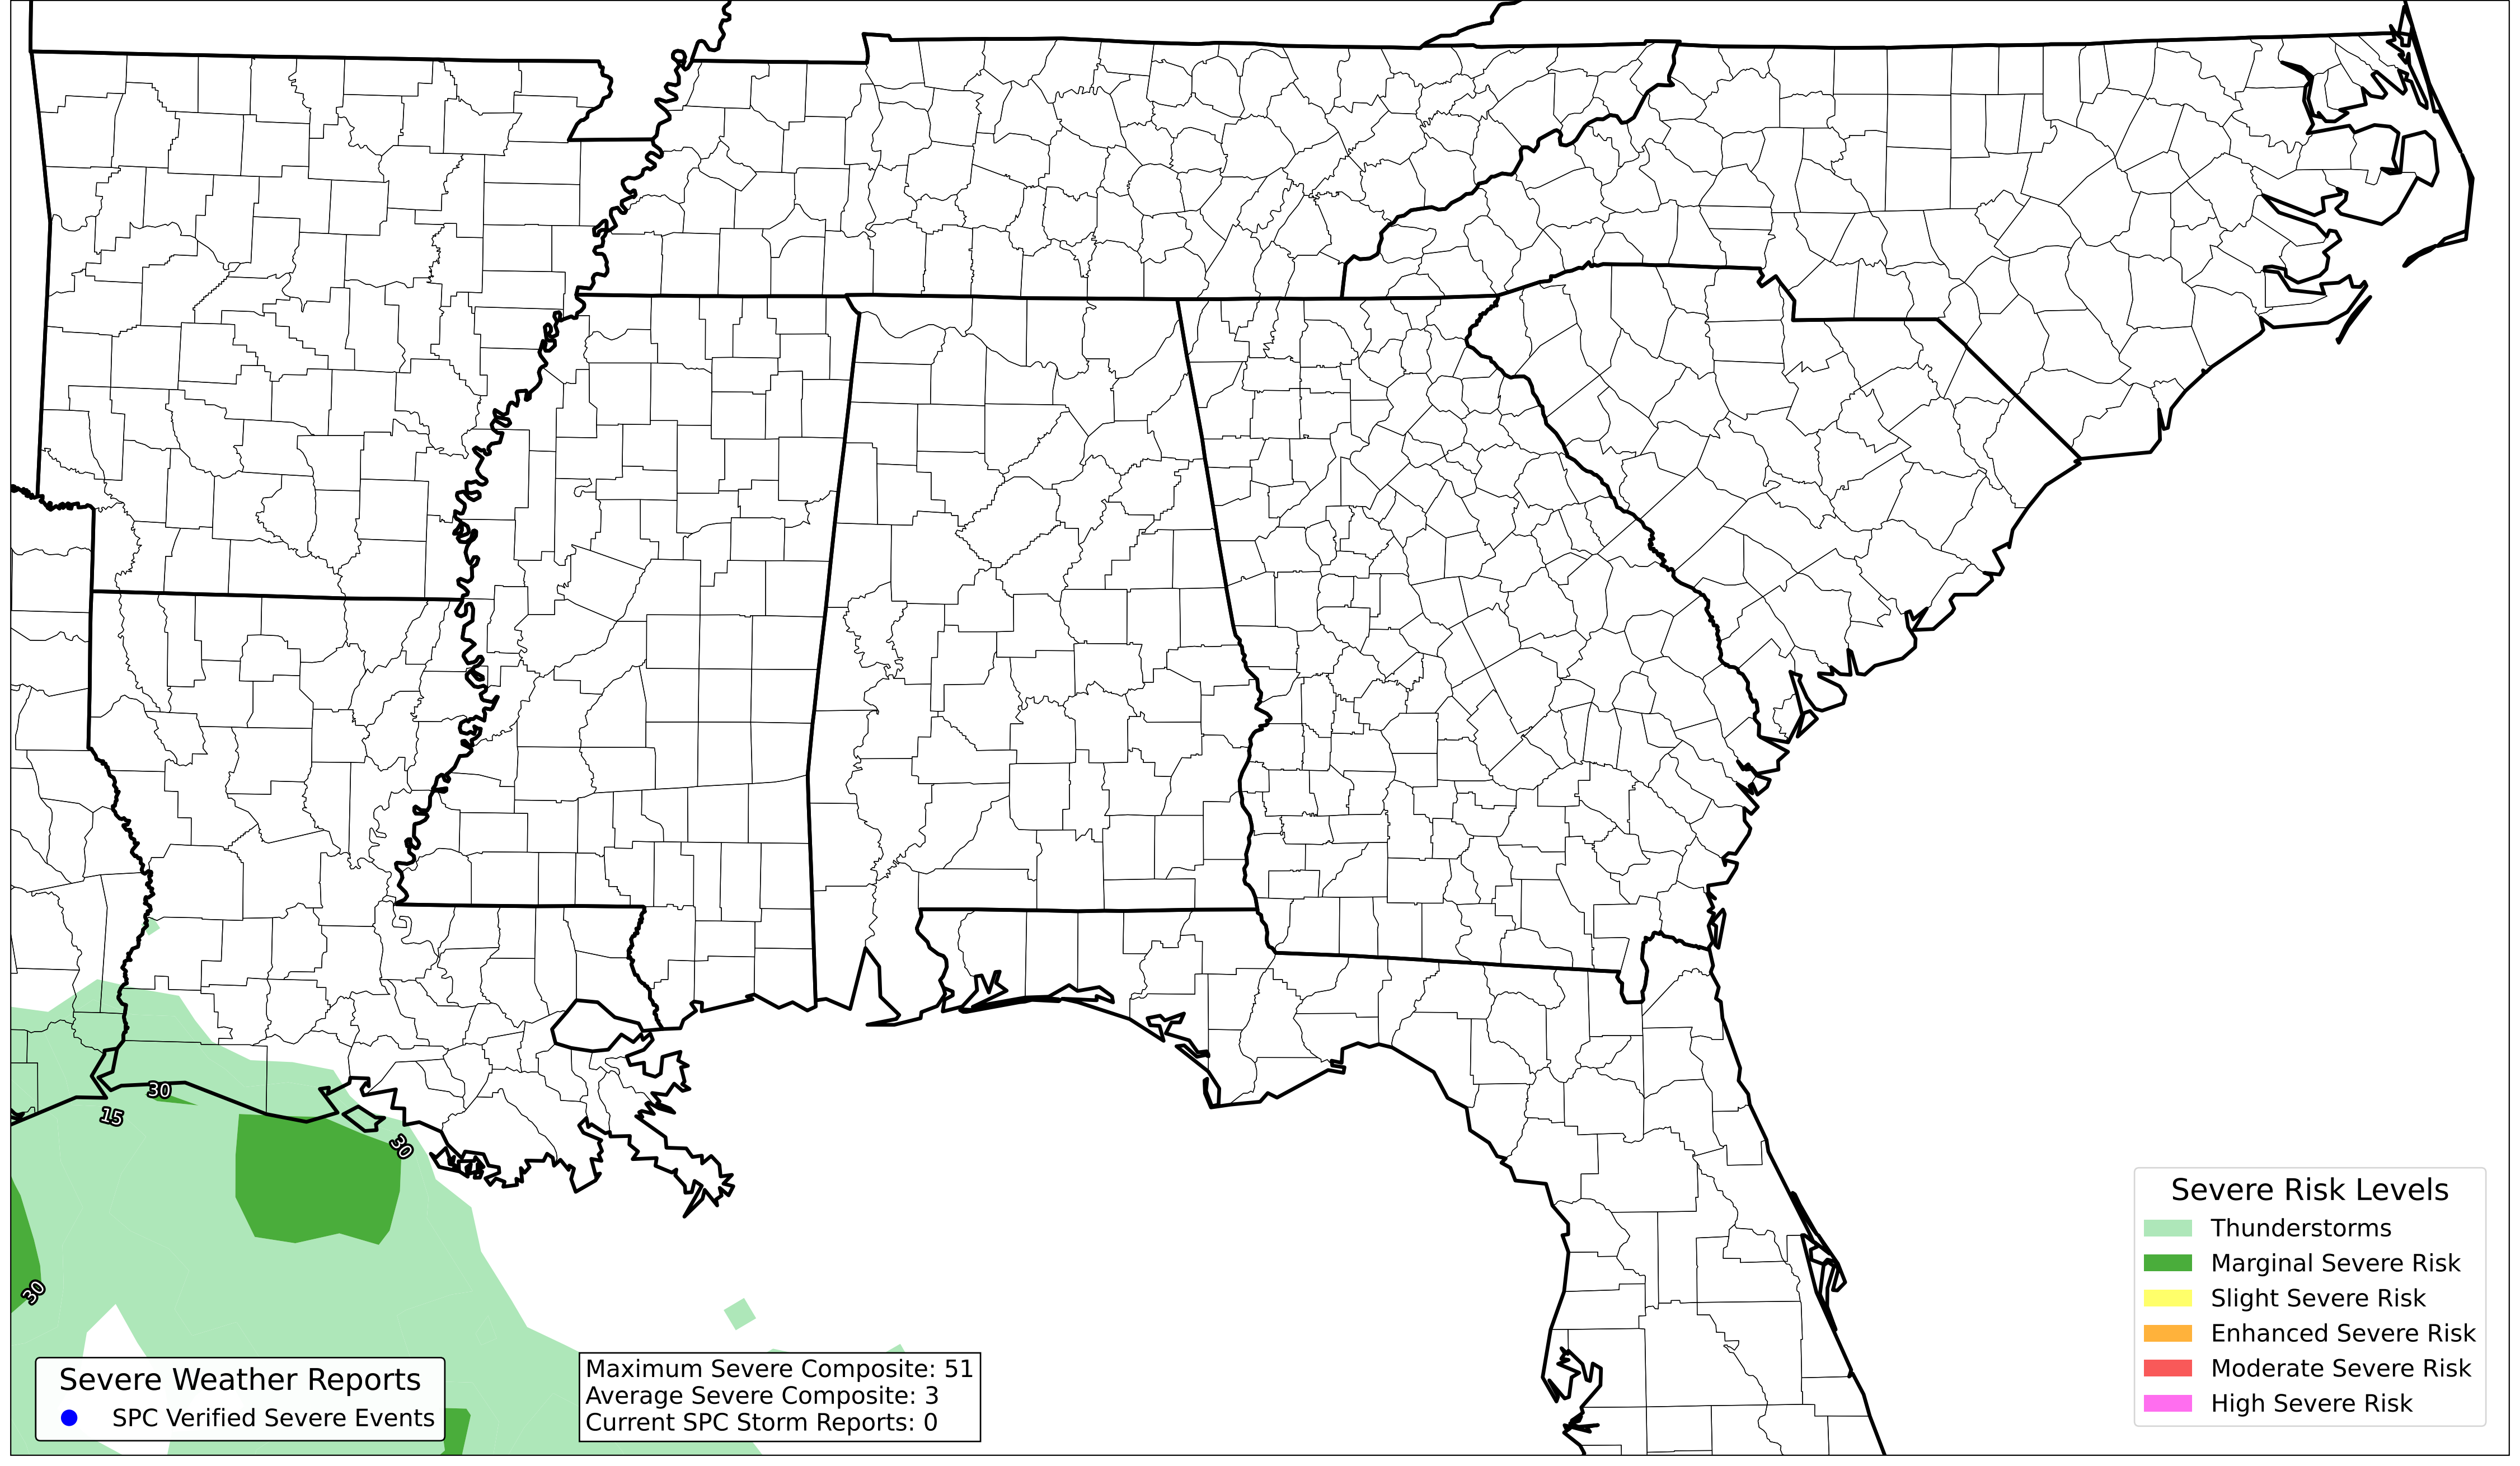 30
15
30
30
Severe Weather Reports
SPC Verified Severe Events
Maximum Severe Composite: 51
Average Severe Composite: 3
Current SPC Storm Reports: 0
Severe Risk Levels
Thunderstorms
Marginal Severe Risk
Slight Severe Risk
Enhanced Severe Risk
Moderate Severe Risk
High Severe Risk